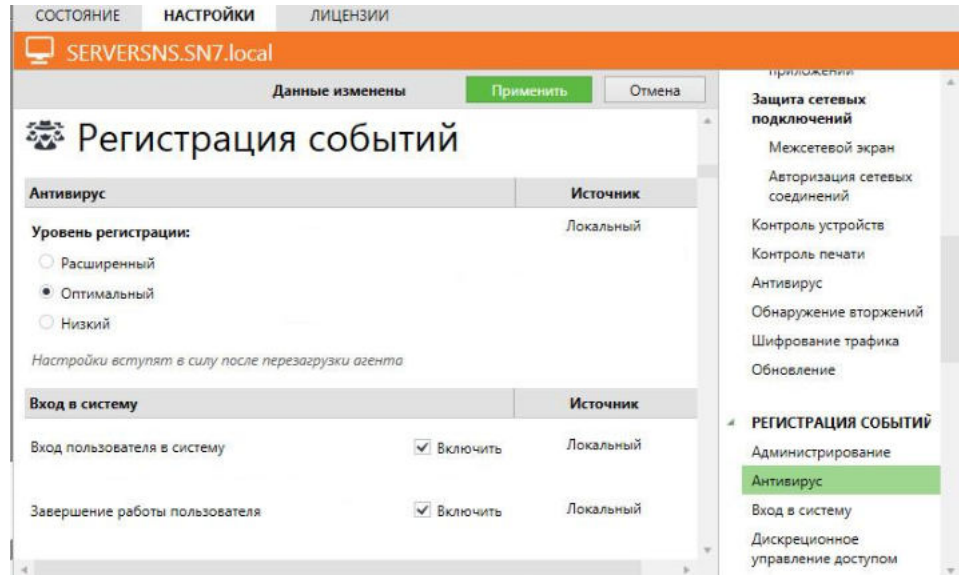 СОСТОЯНИЕ НАСТРОЙКИ ЛИЦЕНЗИИ
SERVERSNS.SN7.local
Данные изменены Применить Отмена
Регистрация событий
Антивирус Источник
Уровень регистрации: Локальный
Расширенный
Оптимальный
Низкий
Настройки вступят в силу после перезагрузки агента
Вход в систему Источник
Вход пользователя в систему Включить Локальный
Завершение работы пользователя Включить Локальный
приложений
Защита сетевых
подключений
Межсетевой экран
Авторизация сетевых
соединений
Контроль устройств
Контроль печати
Антивирус
Обнаружение вторжений
Шифрование трафика
Обновление
РЕГИСТРАЦИЯ СОБЫТИЙ
Администрирование
Антивирус
Вход в систему
Дискреционное
управление доступом